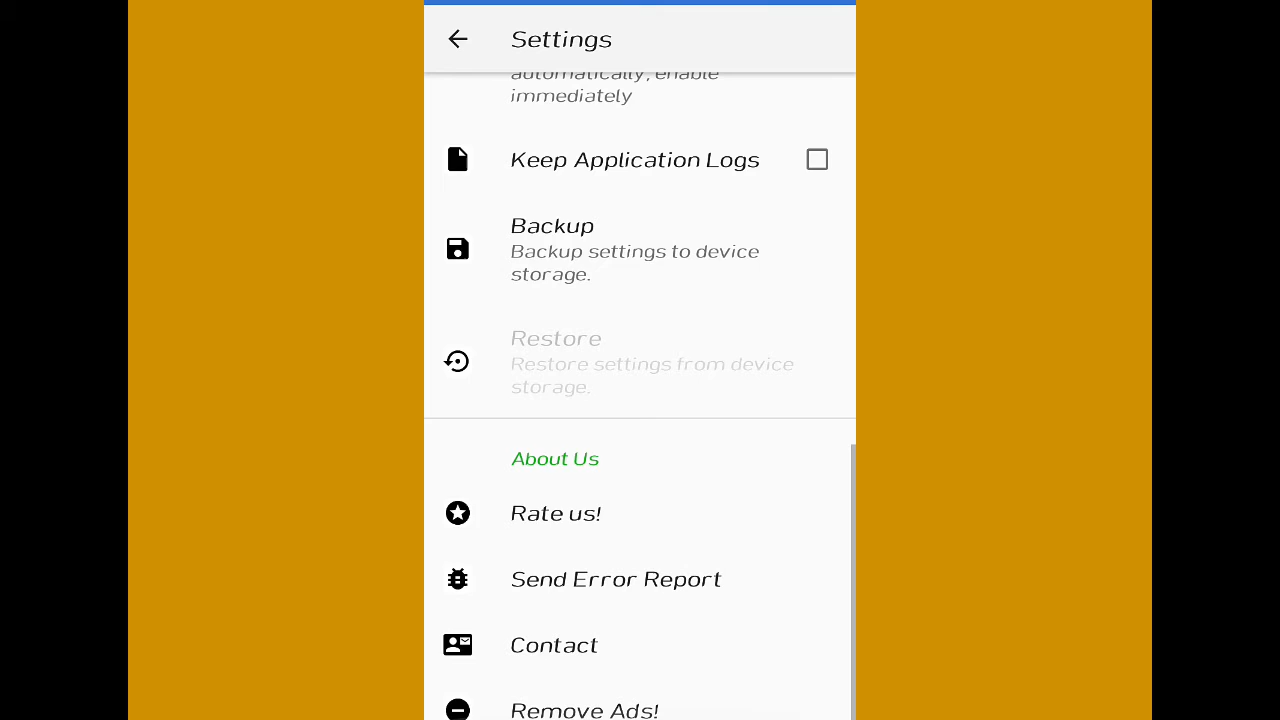 Settings
automatically, enable
immediately
Keep Application Logs
Backup
Backup settings to device
storage.
Restore
Restore settings from device
storage.
About Us
Rate us!
Send Error Report
Contact
Remove Ads!